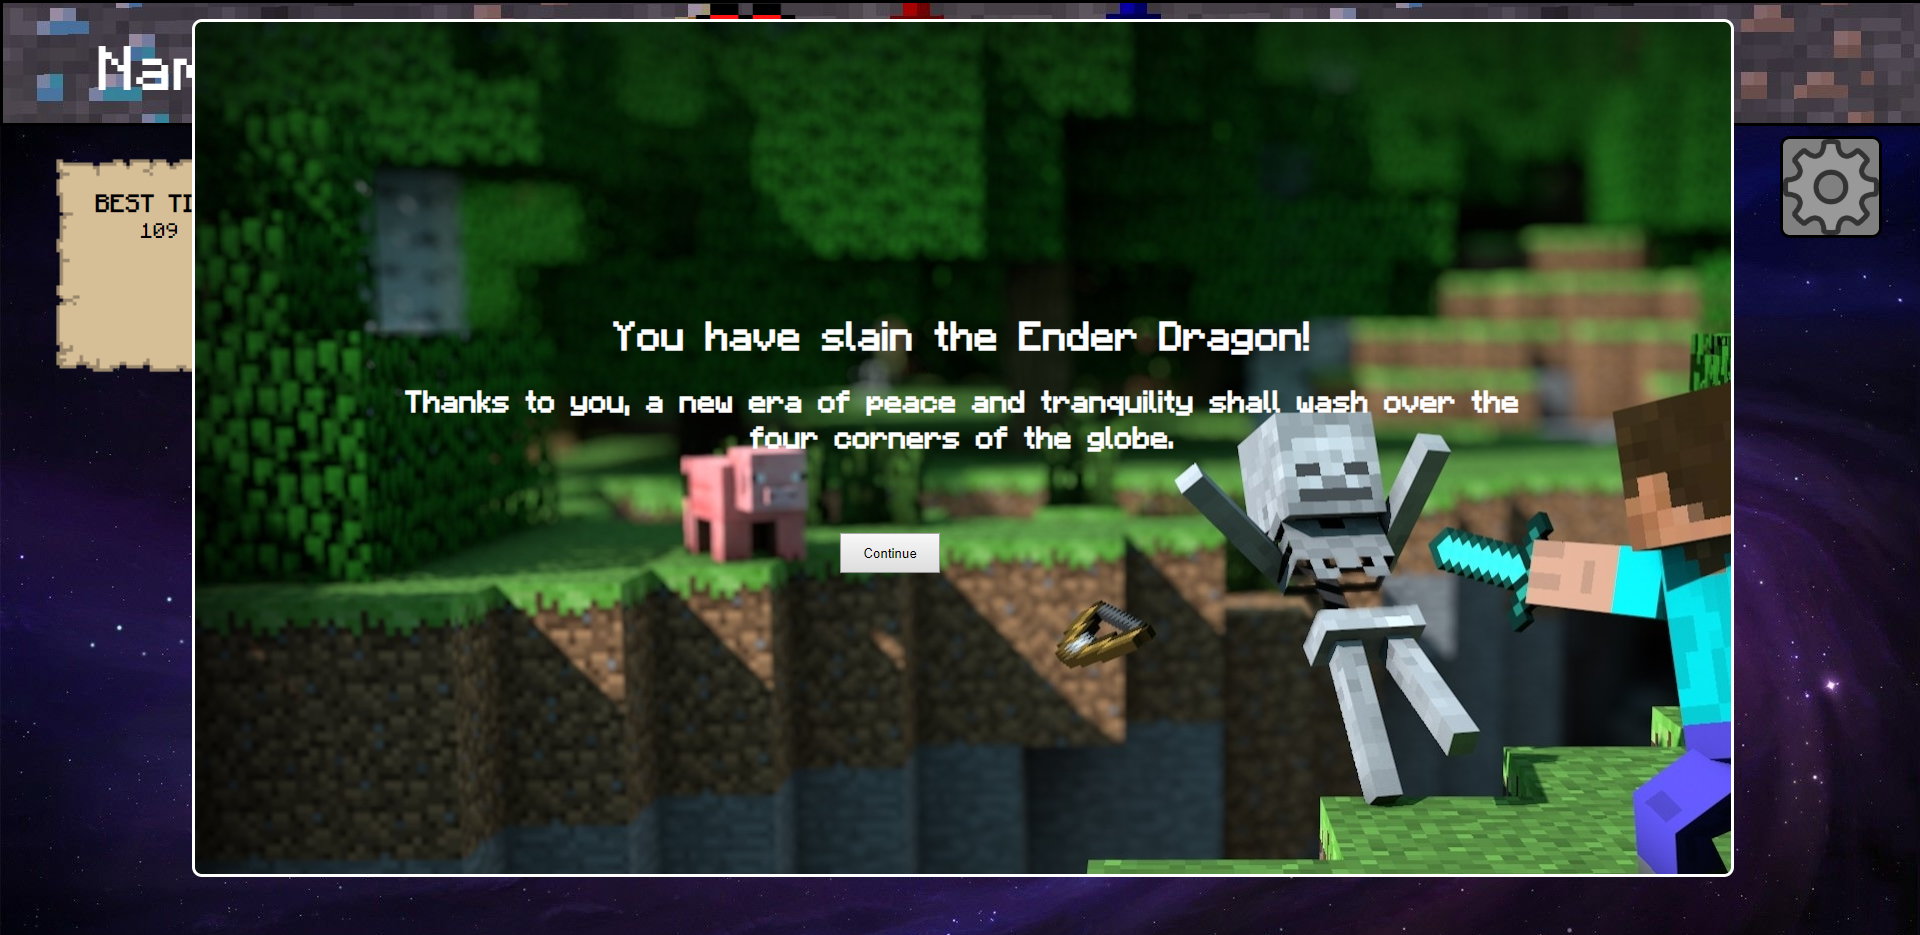 BEST TI
109
You have slain the Ender Dragon!
Thanks to you, a new era of peace and tranquility shall wash over the
four corners of the globe.
Continue